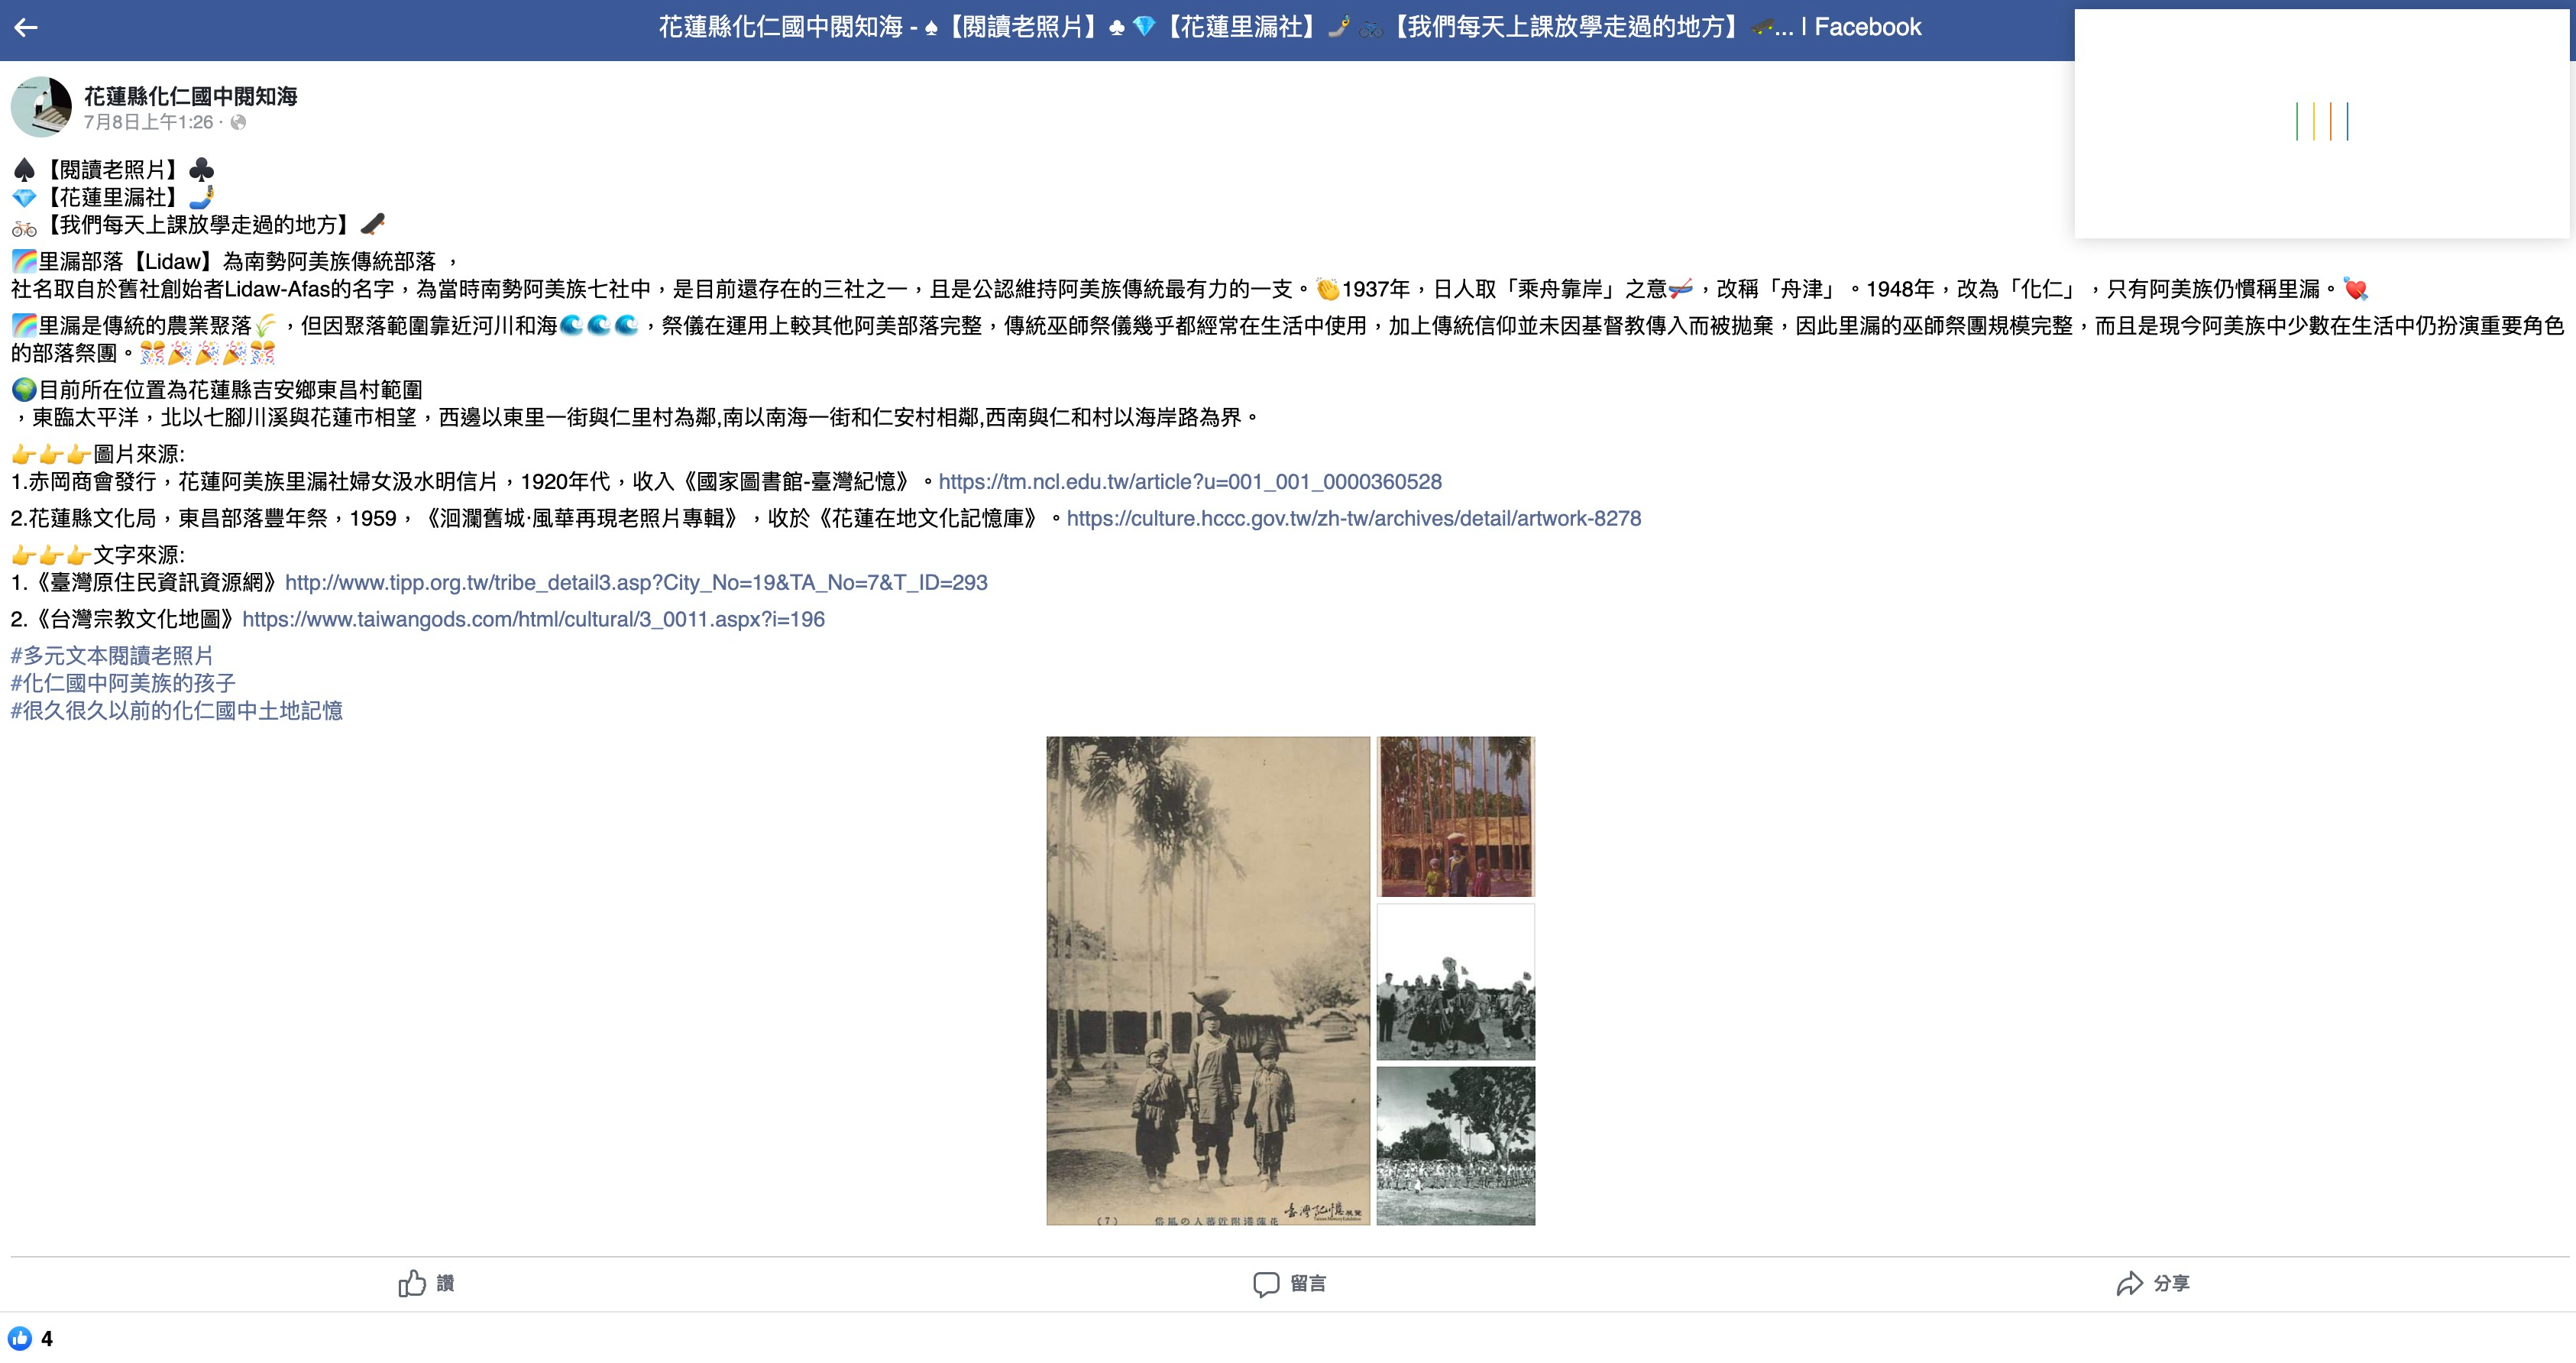 花蓮縣化仁國中閱知海 - ♠【閱讀老照片】♣ 💎【花蓮里漏社】🤳 🚲【我們每天上課放學走過的地方】🛹... | Facebook
花蓮縣化仁國中閱知海
7月8日上午1:26 ·
♠【閱讀老照片】♣
💎【花蓮里漏社】🤳
🚲【我們每天上課放學走過的地方】🛹
🌈里漏部落【Lidaw】為南勢阿美族傳統部落 ，
社名取自於舊社創始者Lidaw-Afas的名字，為當時南勢阿美族七社中，是目前還存在的三社之一，且是公認維持阿美族傳統最有力的一支。👏1937年，日人取「乘舟靠岸」之意🚣，改稱「舟津」。1948年，改為「化仁」，只有阿美族仍慣稱里漏。💘
🌈里漏是傳統的農業聚落🌾，但因聚落範圍靠近河川和海🌊🌊🌊，祭儀在運用上較其他阿美部落完整，傳統巫師祭儀幾乎都經常在生活中使用，加上傳統信仰並未因基督教傳入而被拋棄，因此里漏的巫師祭團規模完整，而且是現今阿美族中少數在生活中仍扮演重要角色
的部落祭團。🎊🎉🎉🎉🎊
🌍目前所在位置為花蓮縣吉安鄉東昌村範圍
，東臨太平洋，北以七腳川溪與花蓮市相望，西邊以東里一街與仁里村為鄰,南以南海一街和仁安村相鄰,西南與仁和村以海岸路為界。
👉👉👉圖片來源:
1.赤岡商會發行，花蓮阿美族里漏社婦女汲水明信片，1920年代，收入《國家圖書館-臺灣紀憶》。https://tm.ncl.edu.tw/article?u=001_001_0000360528
2.花蓮縣文化局，東昌部落豐年祭，1959，《洄瀾舊城·風華再現老照片專輯》，收於《花蓮在地文化記憶庫》。https://culture.hccc.gov.tw/zh-tw/archives/detail/artwork-8278
👉👉👉文字來源:
1.《臺灣原住民資訊資源網》http://www.tipp.org.tw/tribe_detail3.asp?City_No=19&TA_No=7&T_ID=293
2.《台灣宗教文化地圖》https://www.taiwangods.com/html/cultural/3_0011.aspx?i=196
#多元文本閱讀老照片
#化仁國中阿美族的孩子
#很久很久以前的化仁國中土地記憶
臺灣記憶展覽
Taiwan Memory Exhibition
(7) 俗風の人蕃近附港蓮花
讚
留言
分享
4